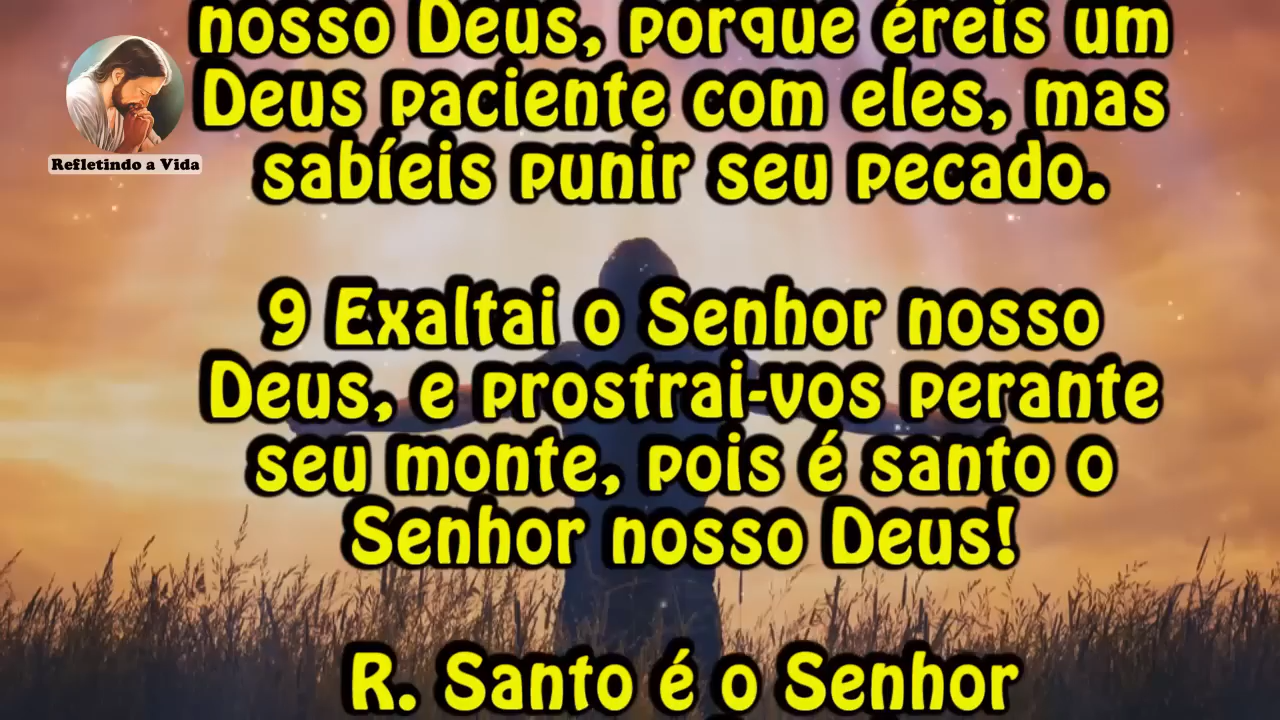 nosso Deus, porque éreis um
Deus paciente com eles, mas
sabíeis punir seu pecado.
9 Exaltai o Senhor nosso
Deus, e prostrai-vos perante
seu monte, pois é santo o
Senhor nosso Deus!
R. Santo é o Senhor
Refletindo a Vida